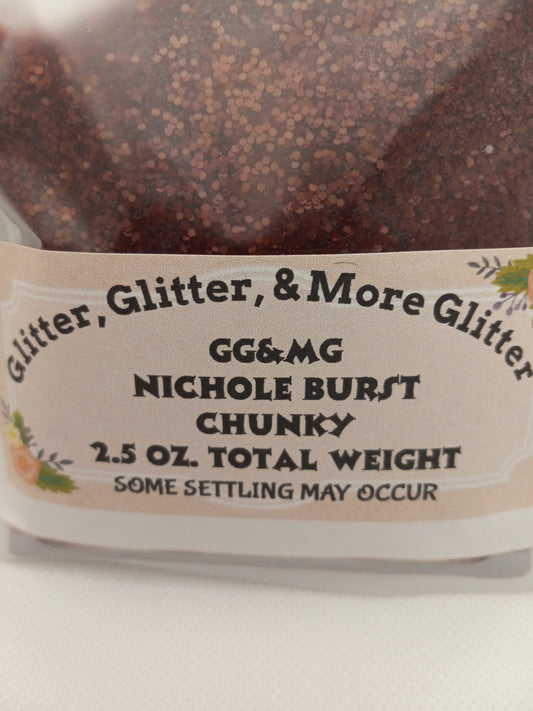 Glitter, Glitter, & More Glitter
GG&MG
NICHOLE BURST
CHUNKY
2.5 OZ. TOTAL WEIGHT
SOME SETTLING MAY OCCUR